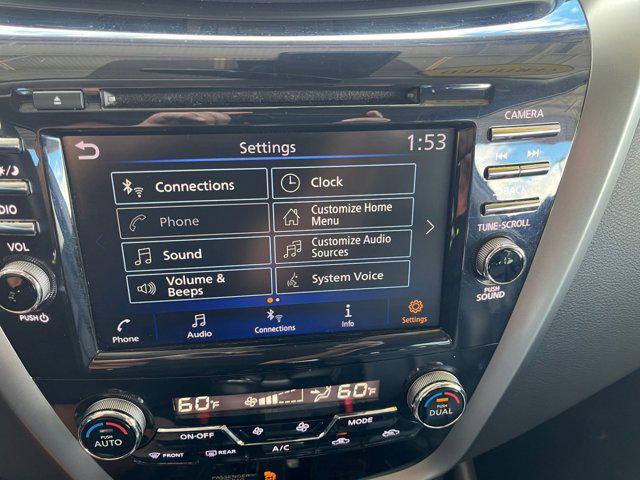 CAMERA
Settings
1:53
Connections
Clock
BACK
Phone
Customize Home
Menu
AUDIO
TUNE·SCROLL
Sound
Customize Audio
Sources
VOL
Volume &
Beeps
System Voice
PUSH
SOUND
PUSH
Phone
Audio
Connections
Info
Settings
60°F
60°F
PUSH
AUTO
ON·OFF
MODE
PUSH
DUAL
A/C
FRONT
REAR
PASSENGER